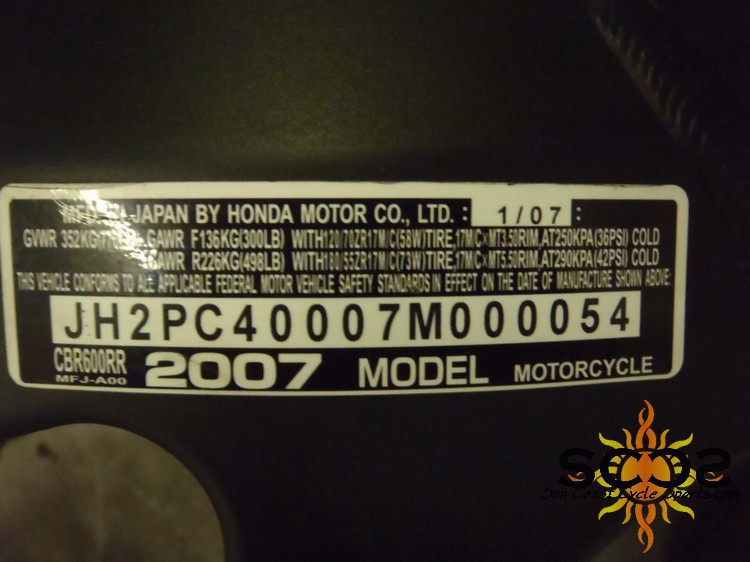 JAPAN BY HONDA MOTOR CO., LTD. : 1/07 :
GVWR 352KG GAWR F136KG(300LB) WITH120/70ZR17M/C(58W)TIRE,17M/C×MT3.50RIM,AT250KPA(36PSI) COLD
GAWR R226KG(498LB) WITH180/55ZR17M/C(73W)TIRE,17M/C×MT5.50RIM,AT290KPA(42PSI) COLD
THIS VEHICLE CONFORMS TO ALL APPLICABLE FEDERAL MOTOR VEHICLE SAFETY STANDARDS IN EFFECT ON THE DATE OF MANUFACTURE SHOWN ABOVE:
JH2PC40007M000054
CBR600RR 2007 MODEL MOTORCYCLE
MFJ-A00
SCCS
Sun Coast Cycle Sports.com